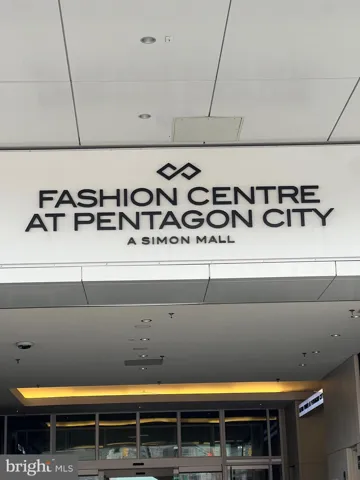 FASHION CENTRE
AT PENTAGON CITY
A SIMON MALL
bright MLS